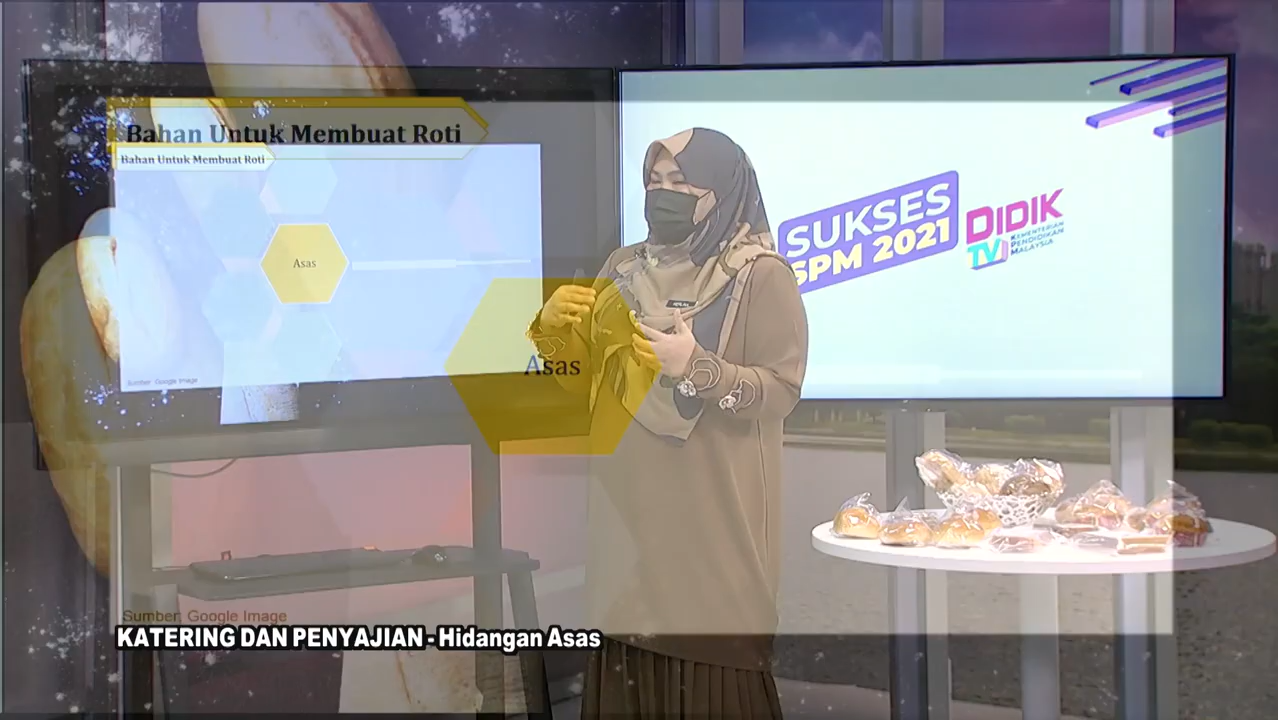 Bahan Untuk Membuat Roti
Bahan Untuk Membuat Roti
Asas
Asas
Sumber: Google Image
Sumber: Google Image
SUKSES
SPM 2021
DIDIK
TV
KEMENTERIAN
PENDIDIKAN
MALAYSIA
KATERING DAN PENYAJIAN - Hidangan Asas